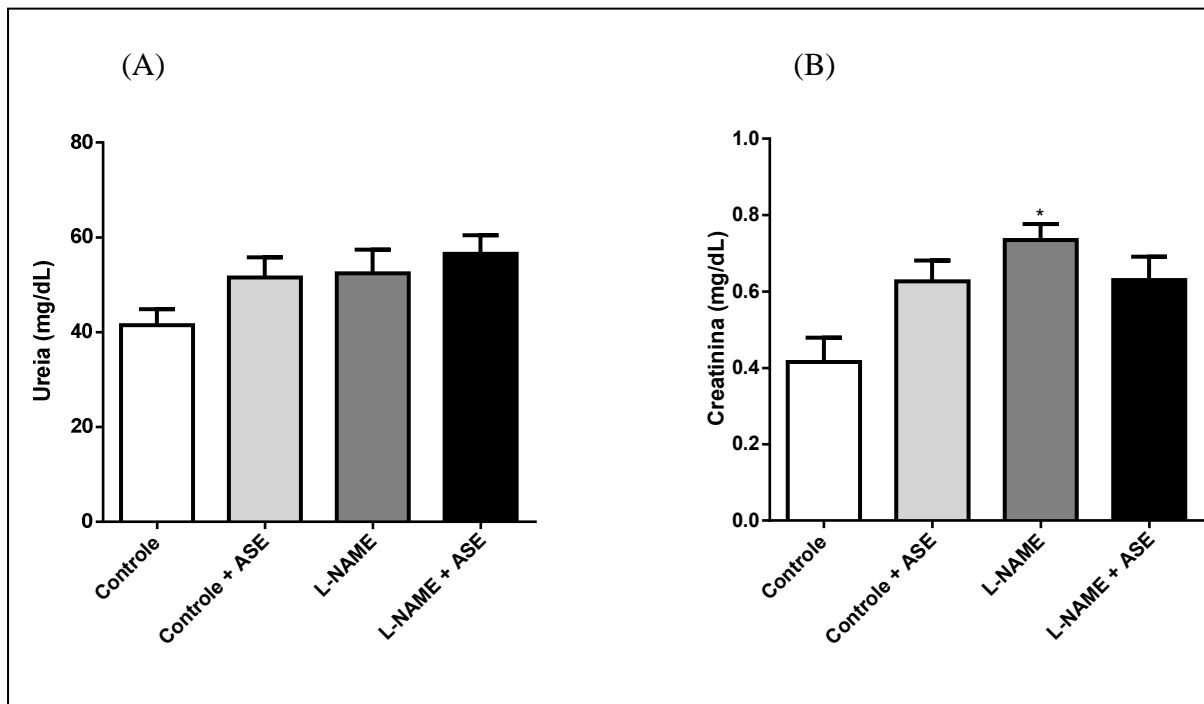 (A)
Ureia (mg/dL)
80
60
40
20
0
Controle
Controle + ASE
L-NAME
L-NAME + ASE
(B)
Creatinina (mg/dL)
1.0
0.8
0.6
0.4
0.2
0.0
*
Controle
Controle + ASE
L-NAME
L-NAME + ASE